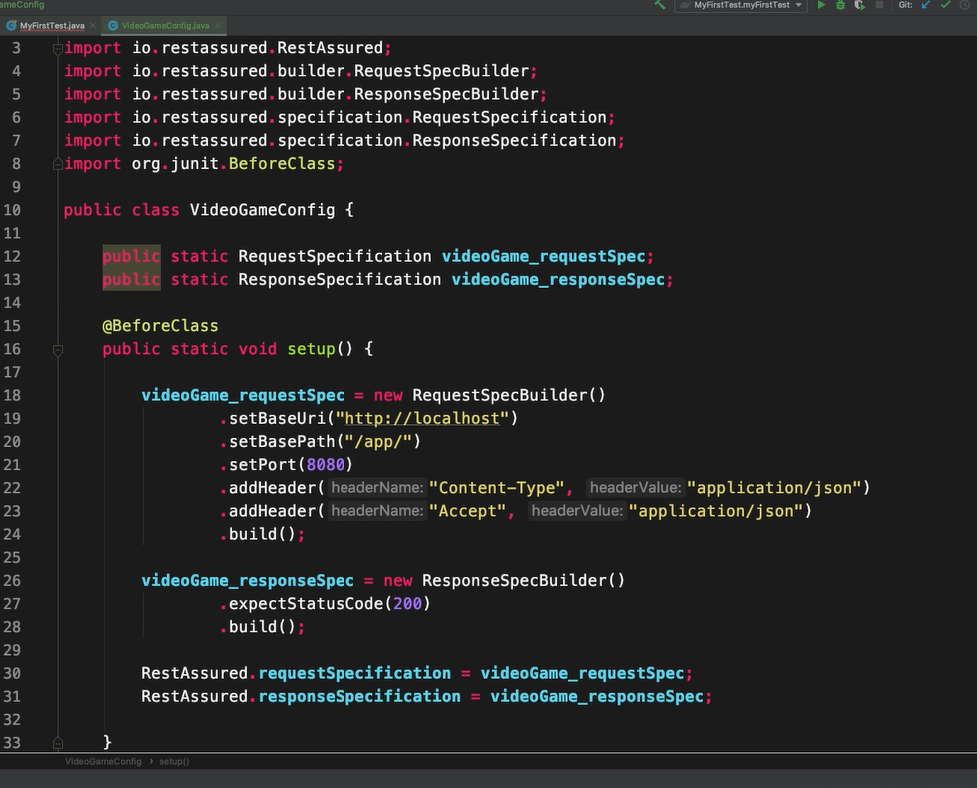 ameConfig
MyFirstTest.myFirstTest
Git:
MyFirstTest.java
VideoGameConfig.java
3 import io.restassured.RestAssured;
4 import io.restassured.builder.RequestSpecBuilder;
5 import io.restassured.builder.ResponseSpecBuilder;
6 import io.restassured.specification.RequestSpecification;
7 import io.restassured.specification.ResponseSpecification;
8 import org.junit.BeforeClass;
9
10 public class VideoGameConfig {
11
12 public static RequestSpecification videoGame_requestSpec;
13 public static ResponseSpecification videoGame_responseSpec;
14
15 @BeforeClass
16 public static void setup() {
17
18 videoGame_requestSpec = new RequestSpecBuilder()
19 .setBaseUri("http://localhost")
20 .setBasePath("/app/")
21 .setPort(8080)
22 .addHeader( headerName: "Content-Type", headerValue: "application/json")
23 .addHeader( headerName: "Accept", headerValue: "application/json")
24 .build();
25
26 videoGame_responseSpec = new ResponseSpecBuilder()
27 .expectStatusCode(200)
28 .build();
29
30 RestAssured.requestSpecification = videoGame_requestSpec;
31 RestAssured.responseSpecification = videoGame_responseSpec;
32
33 }
VideoGameConfig › setup()